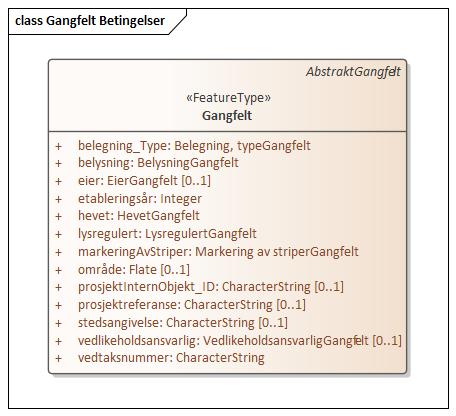 class Gangfelt Betingelser
AbstraktGangfelt
«FeatureType»
Gangfelt
+ belegning_Type: Belegning, typeGangfelt
+ belysning: BelysningGangfelt
+ eier: EierGangfelt [0..1]
+ etableringsår: Integer
+ hevet: HevetGangfelt
+ lysregulert: LysregulertGangfelt
+ markeringAvStriper: Markering av striperGangfelt
+ område: Flate [0..1]
+ prosjektInternObjekt_ID: CharacterString [0..1]
+ prosjektreferanse: CharacterString [0..1]
+ stedsangivelse: CharacterString [0..1]
+ vedlikeholdsansvarlig: VedlikeholdsansvarligGangfelt [0..1]
+ vedtaksnummer: CharacterString